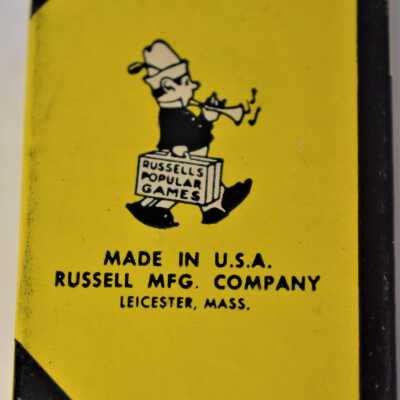 RUSSELLS
POPULAR
GAMES
MADE IN U.S.A.
RUSSELL MFG. COMPANY
LEICESTER, MASS.